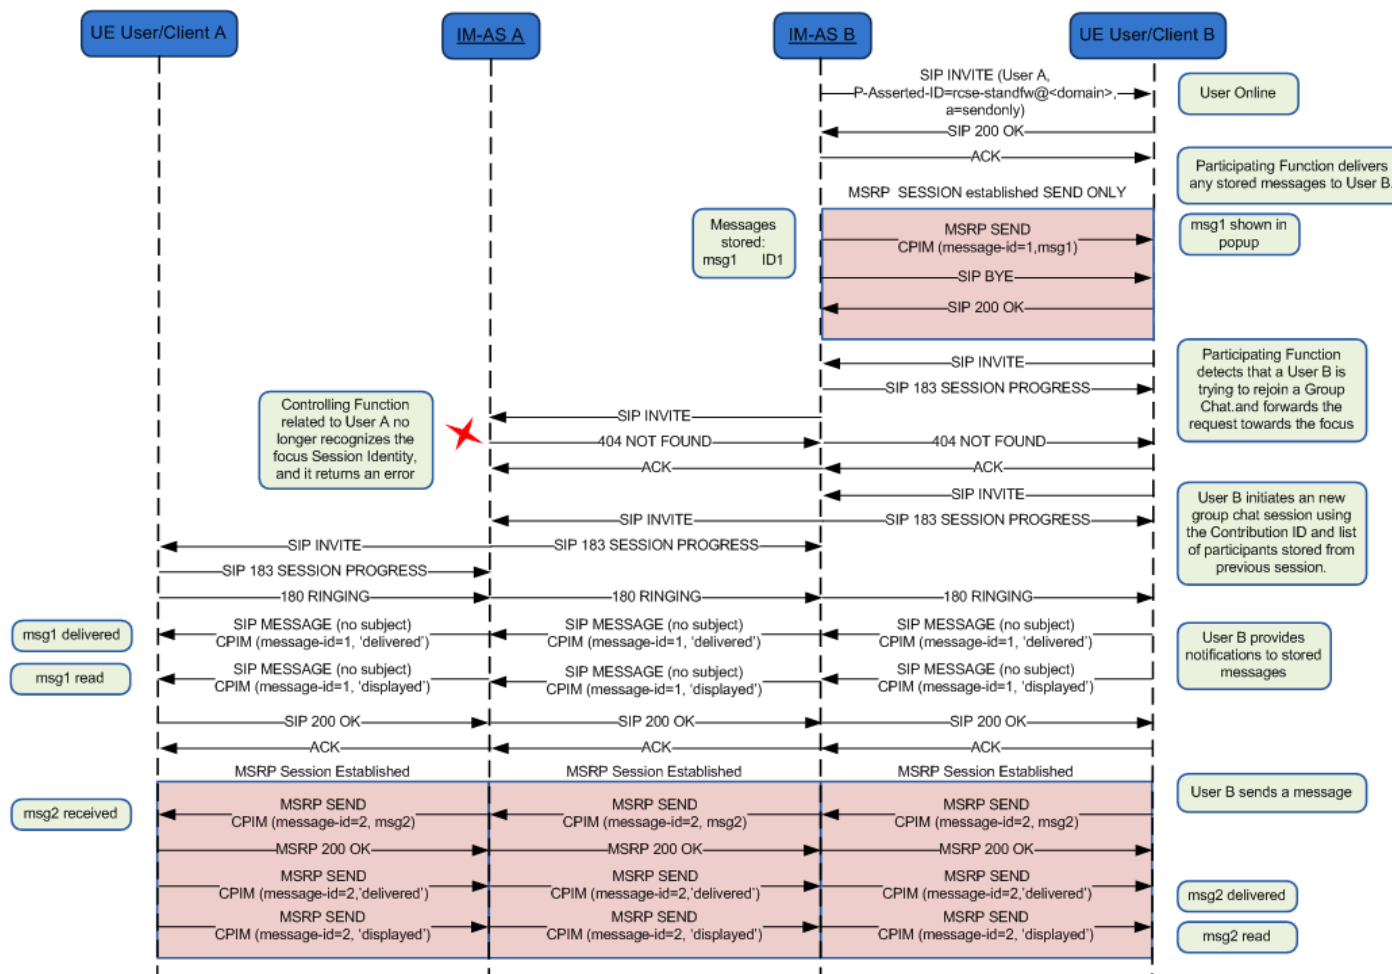 UE User/Client A
IM-AS A
IM-AS B
UE User/Client B
SIP INVITE (User A,
P-Asserted-ID=rcse-standfw@<domain>,
a=sendonly)
User Online
SIP 200 OK
ACK
Participating Function delivers
any stored messages to User B.
MSRP SESSION established SEND ONLY
Messages
stored:
msg1 ID1
MSRP SEND
CPIM (message-id=1,msg1)
msg1 shown in
popup
SIP BYE
SIP 200 OK
SIP INVITE
SIP 183 SESSION PROGRESS
Participating Function
detects that a User B is
trying to rejoin a Group
Chat.and forwards the
request towards the focus
Controlling Function
related to User A no
longer recognizes the
focus Session Identity,
and it returns an error
SIP INVITE
404 NOT FOUND
404 NOT FOUND
ACK
ACK
SIP INVITE
User B initiates an new
group chat session using
the Contribution ID and list
of participants stored from
previous session.
SIP INVITE
SIP 183 SESSION PROGRESS
SIP INVITE
SIP 183 SESSION PROGRESS
SIP 183 SESSION PROGRESS
180 RINGING
180 RINGING
180 RINGING
msg1 delivered
SIP MESSAGE (no subject)
CPIM (message-id=1, 'delivered')
SIP MESSAGE (no subject)
CPIM (message-id=1, 'delivered')
SIP MESSAGE (no subject)
CPIM (message-id=1, 'delivered')
User B provides
notifications to stored
messages
msg1 read
SIP MESSAGE (no subject)
CPIM (message-id=1, 'displayed')
SIP MESSAGE (no subject)
CPIM (message-id=1, 'displayed')
SIP MESSAGE (no subject)
CPIM (message-id=1, 'displayed')
SIP 200 OK
SIP 200 OK
SIP 200 OK
ACK
ACK
ACK
MSRP Session Established
MSRP Session Established
MSRP Session Established
User B sends a message
msg2 received
MSRP SEND
CPIM (message-id=2, msg2)
MSRP SEND
CPIM (message-id=2, msg2)
MSRP SEND
CPIM (message-id=2, msg2)
MSRP 200 OK
MSRP 200 OK
MSRP 200 OK
MSRP SEND
CPIM (message-id=2,'delivered')
MSRP SEND
CPIM (message-id=2,'delivered')
MSRP SEND
CPIM (message-id=2,'delivered')
msg2 delivered
MSRP SEND
CPIM (message-id=2, 'displayed')
MSRP SEND
CPIM (message-id=2, 'displayed')
MSRP SEND
CPIM (message-id=2, 'displayed')
msg2 read